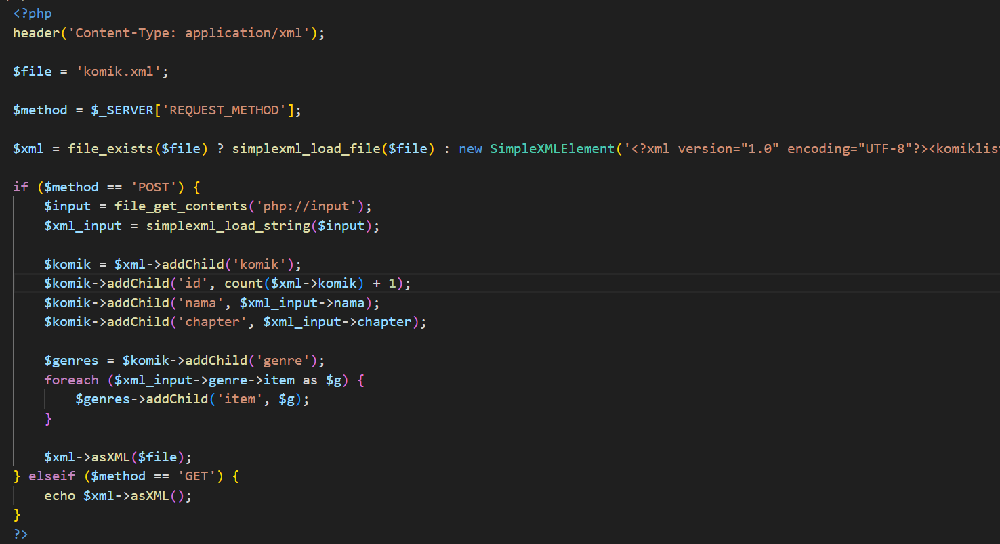 <?php
header('Content-Type: application/xml');
$file = 'komik.xml';
$method = $_SERVER['REQUEST_METHOD'];
$xml = file_exists($file) ? simplexml_load_file($file) : new SimpleXMLElement('<?xml version="1.0" encoding="UTF-8"?><komiklist
if ($method == 'POST') {
    $input = file_get_contents('php://input');
    $xml_input = simplexml_load_string($input);
    $komik = $xml->addChild('komik');
    $komik->addChild('id', count($xml->komik) + 1);
    $komik->addChild('nama', $xml_input->nama);
    $komik->addChild('chapter', $xml_input->chapter);
    $genres = $komik->addChild('genre');
    foreach ($xml_input->genre->item as $g) {
        $genres->addChild('item', $g);
    }
    $xml->asXML($file);
} elseif ($method == 'GET') {
    echo $xml->asXML();
}
?>